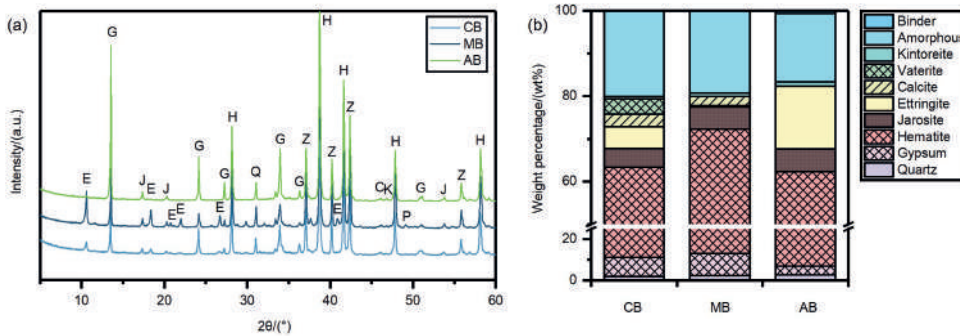 (a)
CB
MB
AB
G
H
H
Z
H
H
G
G
Q
G
G
Z
Z
C
K
G
J
Z
E
J
E
J
E
E
E
E
P
Intensity/(a.u.)
10
20
30
40
50
60
2θ/(°)
(b)
100
80
60
20
0
Weight percentage/(wt%)
CB
MB
AB
Binder
Amorphous
Kintoreite
Vaterite
Calcite
Ettringite
Jarosite
Hematite
Gypsum
Quartz